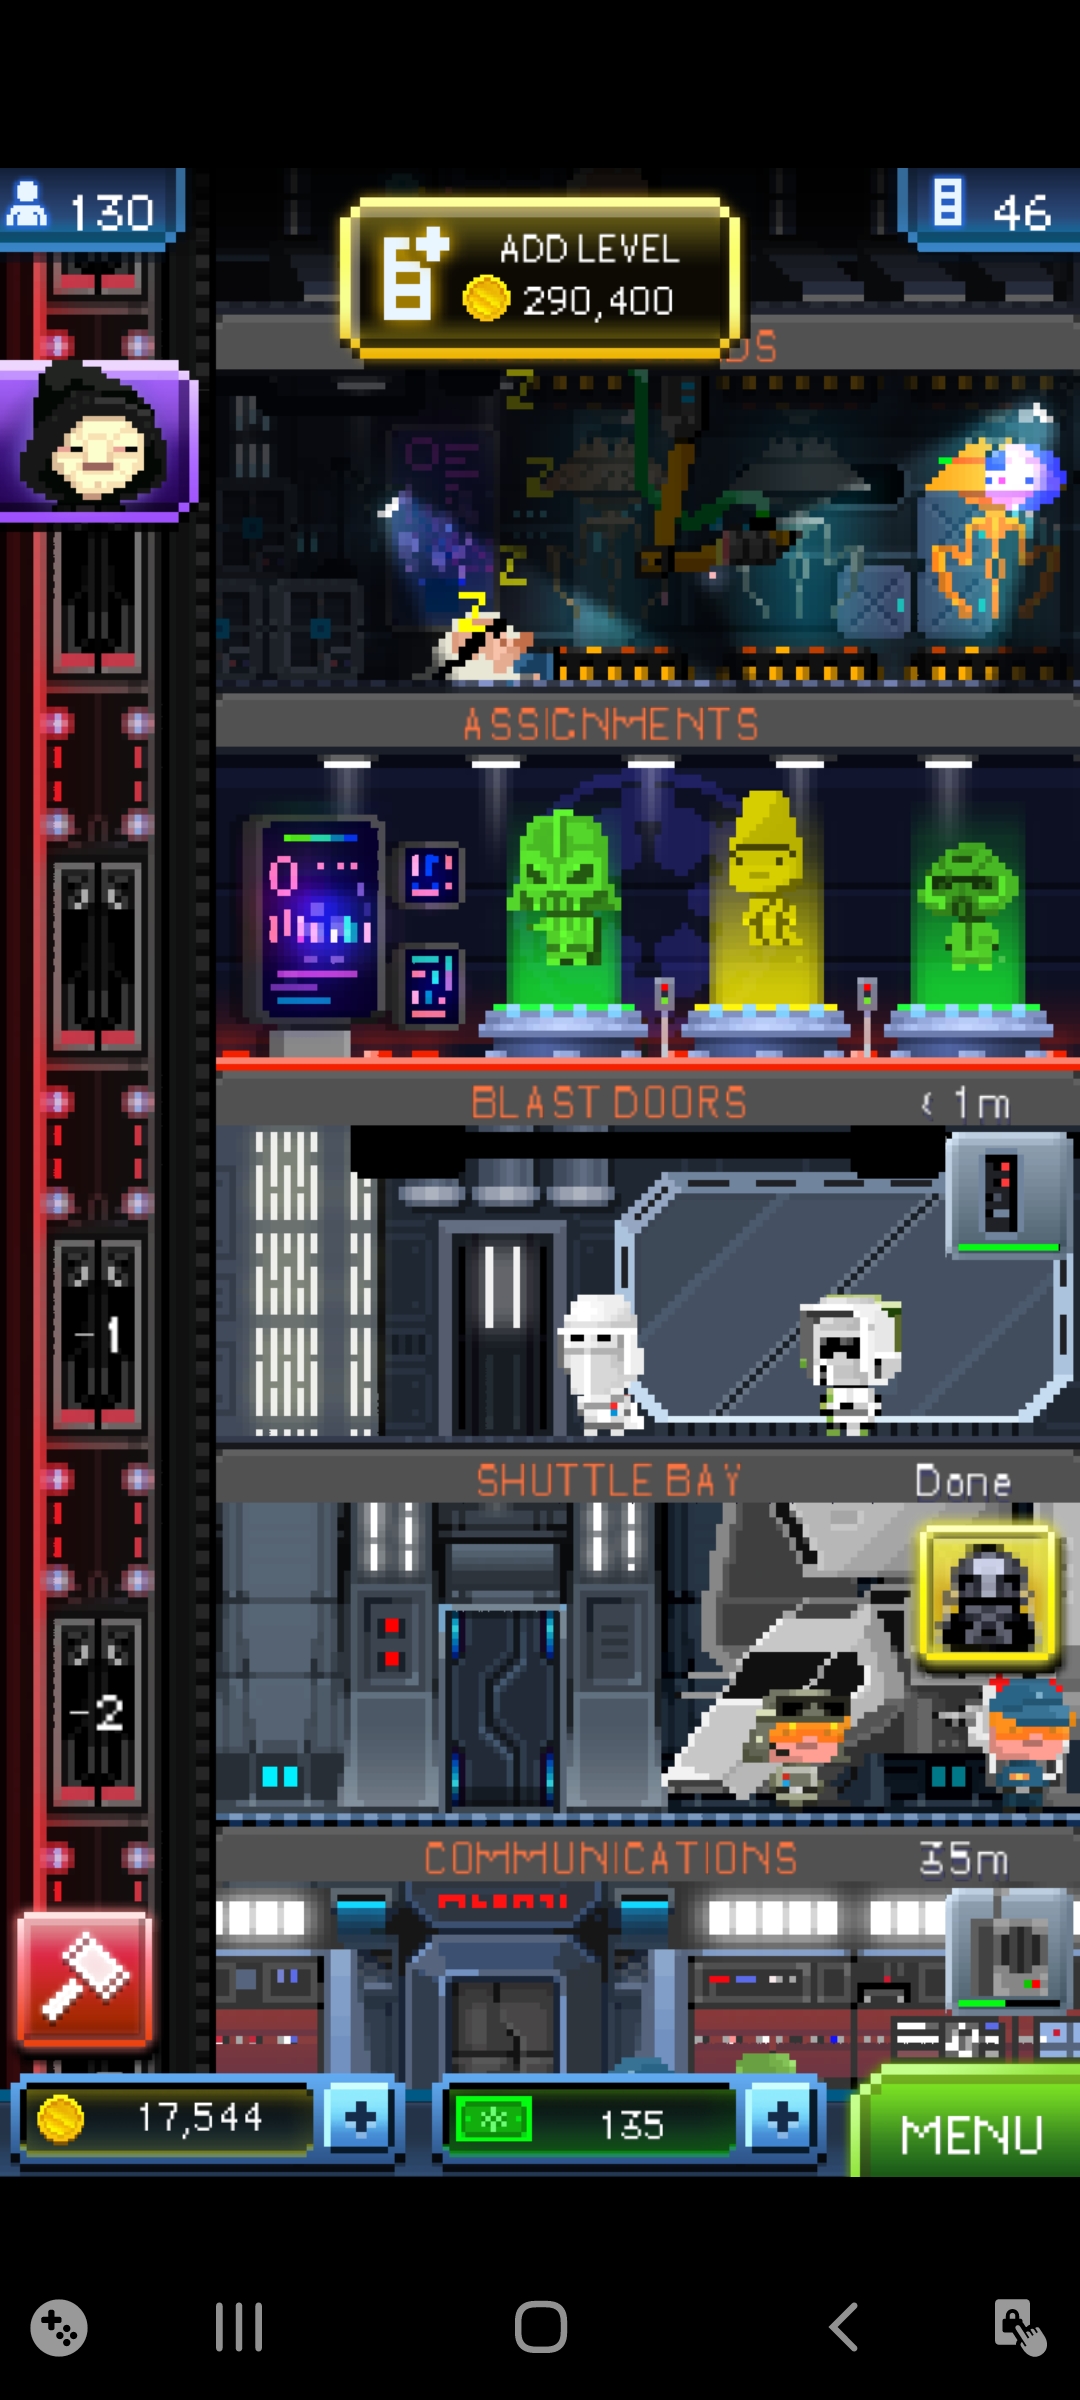 130
ADD LEVEL
290,400
46
DS
Z
Z
Z
Z
ASSIGNMENTS
BLAST DOORS
< 1m
-1
SHUTTLE BAY
Done
-2
COMMUNICATIONS
35m
17,544
+
135
+
MENU